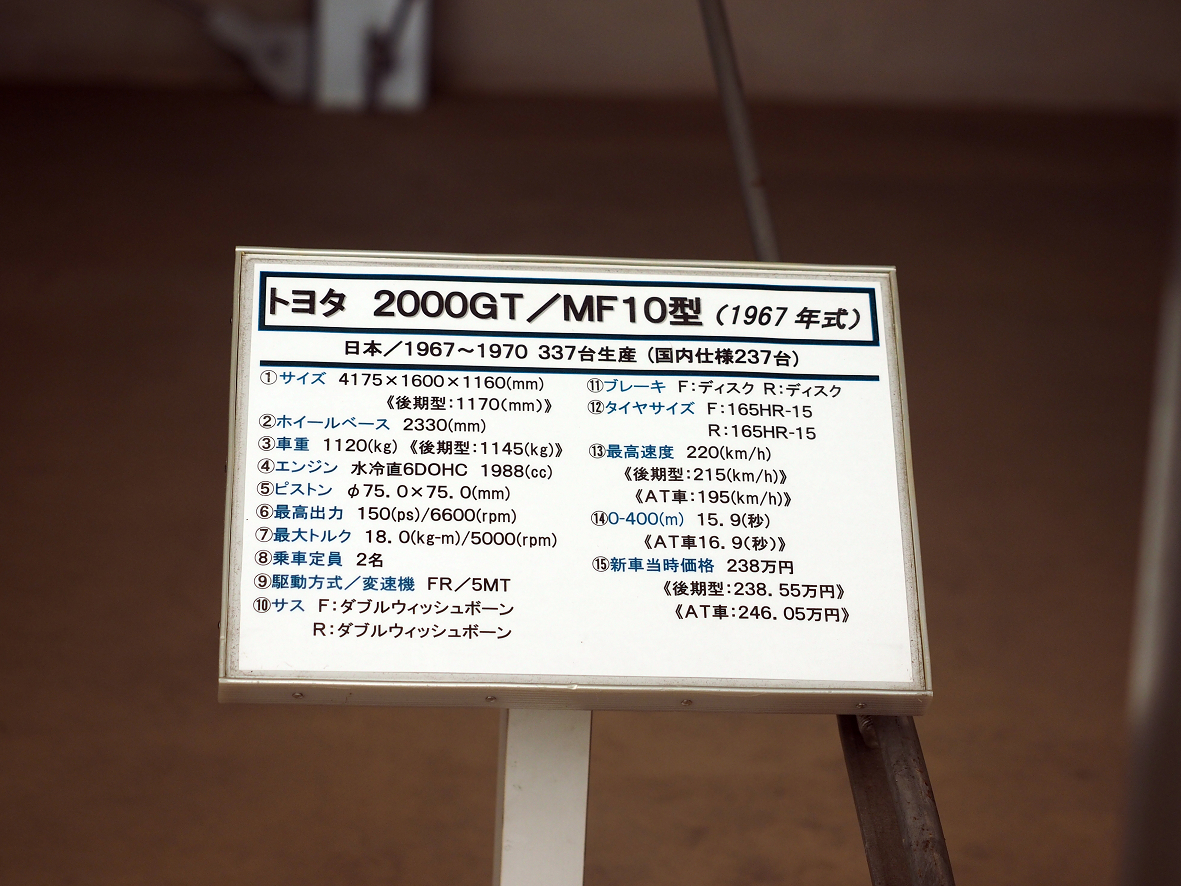 トヨタ 2000GT／MF10型（1967 年式）
日本／1967～1970 337台生産（国内仕様237台）
①サイズ 4175×1600×1160(mm)
《後期型：1170(mm)》
②ホイールベース 2330(mm)
③車重 1120(kg)《後期型：1145(kg)》
④エンジン 水冷直6DOHC 1988(cc)
⑤ピストン φ75.0×75.0(mm)
⑥最高出力 150(ps)/6600(rpm)
⑦最大トルク 18.0(kg-m)/5000(rpm)
⑧乗車定員 2名
⑨駆動方式／変速機 FR／5MT
⑩サス F：ダブルウィッシュボーン
R：ダブルウィッシュボーン
⑪ブレーキ F：ディスク R：ディスク
⑫タイヤサイズ F：165HR-15
R：165HR-15
⑬最高速度 220(km/h)
《後期型：215(km/h)》
《AT車：195(km/h)》
⑭0-400(m) 15.9(秒)
《AT車16.9(秒)》
⑮新車当時価格 238万円
《後期型：238.55万円》
《AT車：246.05万円》